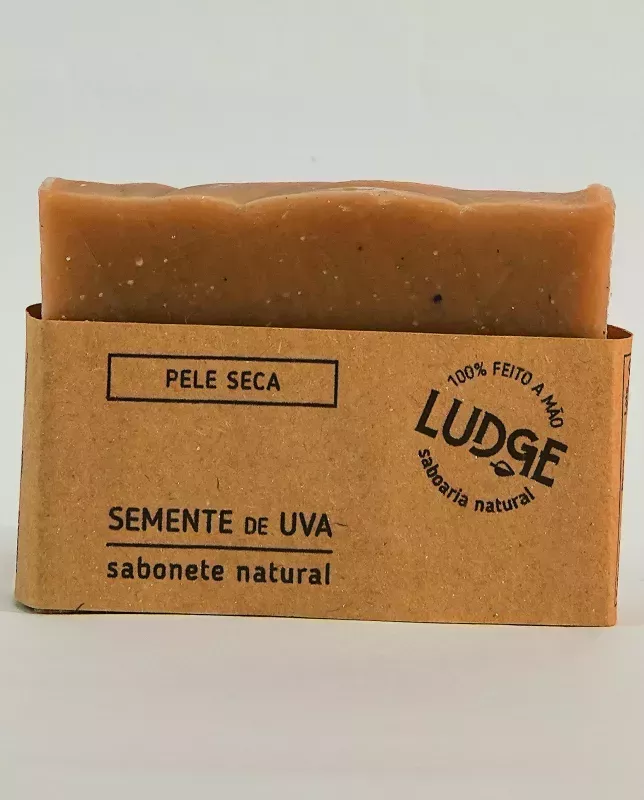 PELE SECA
100% FEITO A MÃO
LUDGE
saboaria natural
SEMENTE DE UVA
sabonete natural